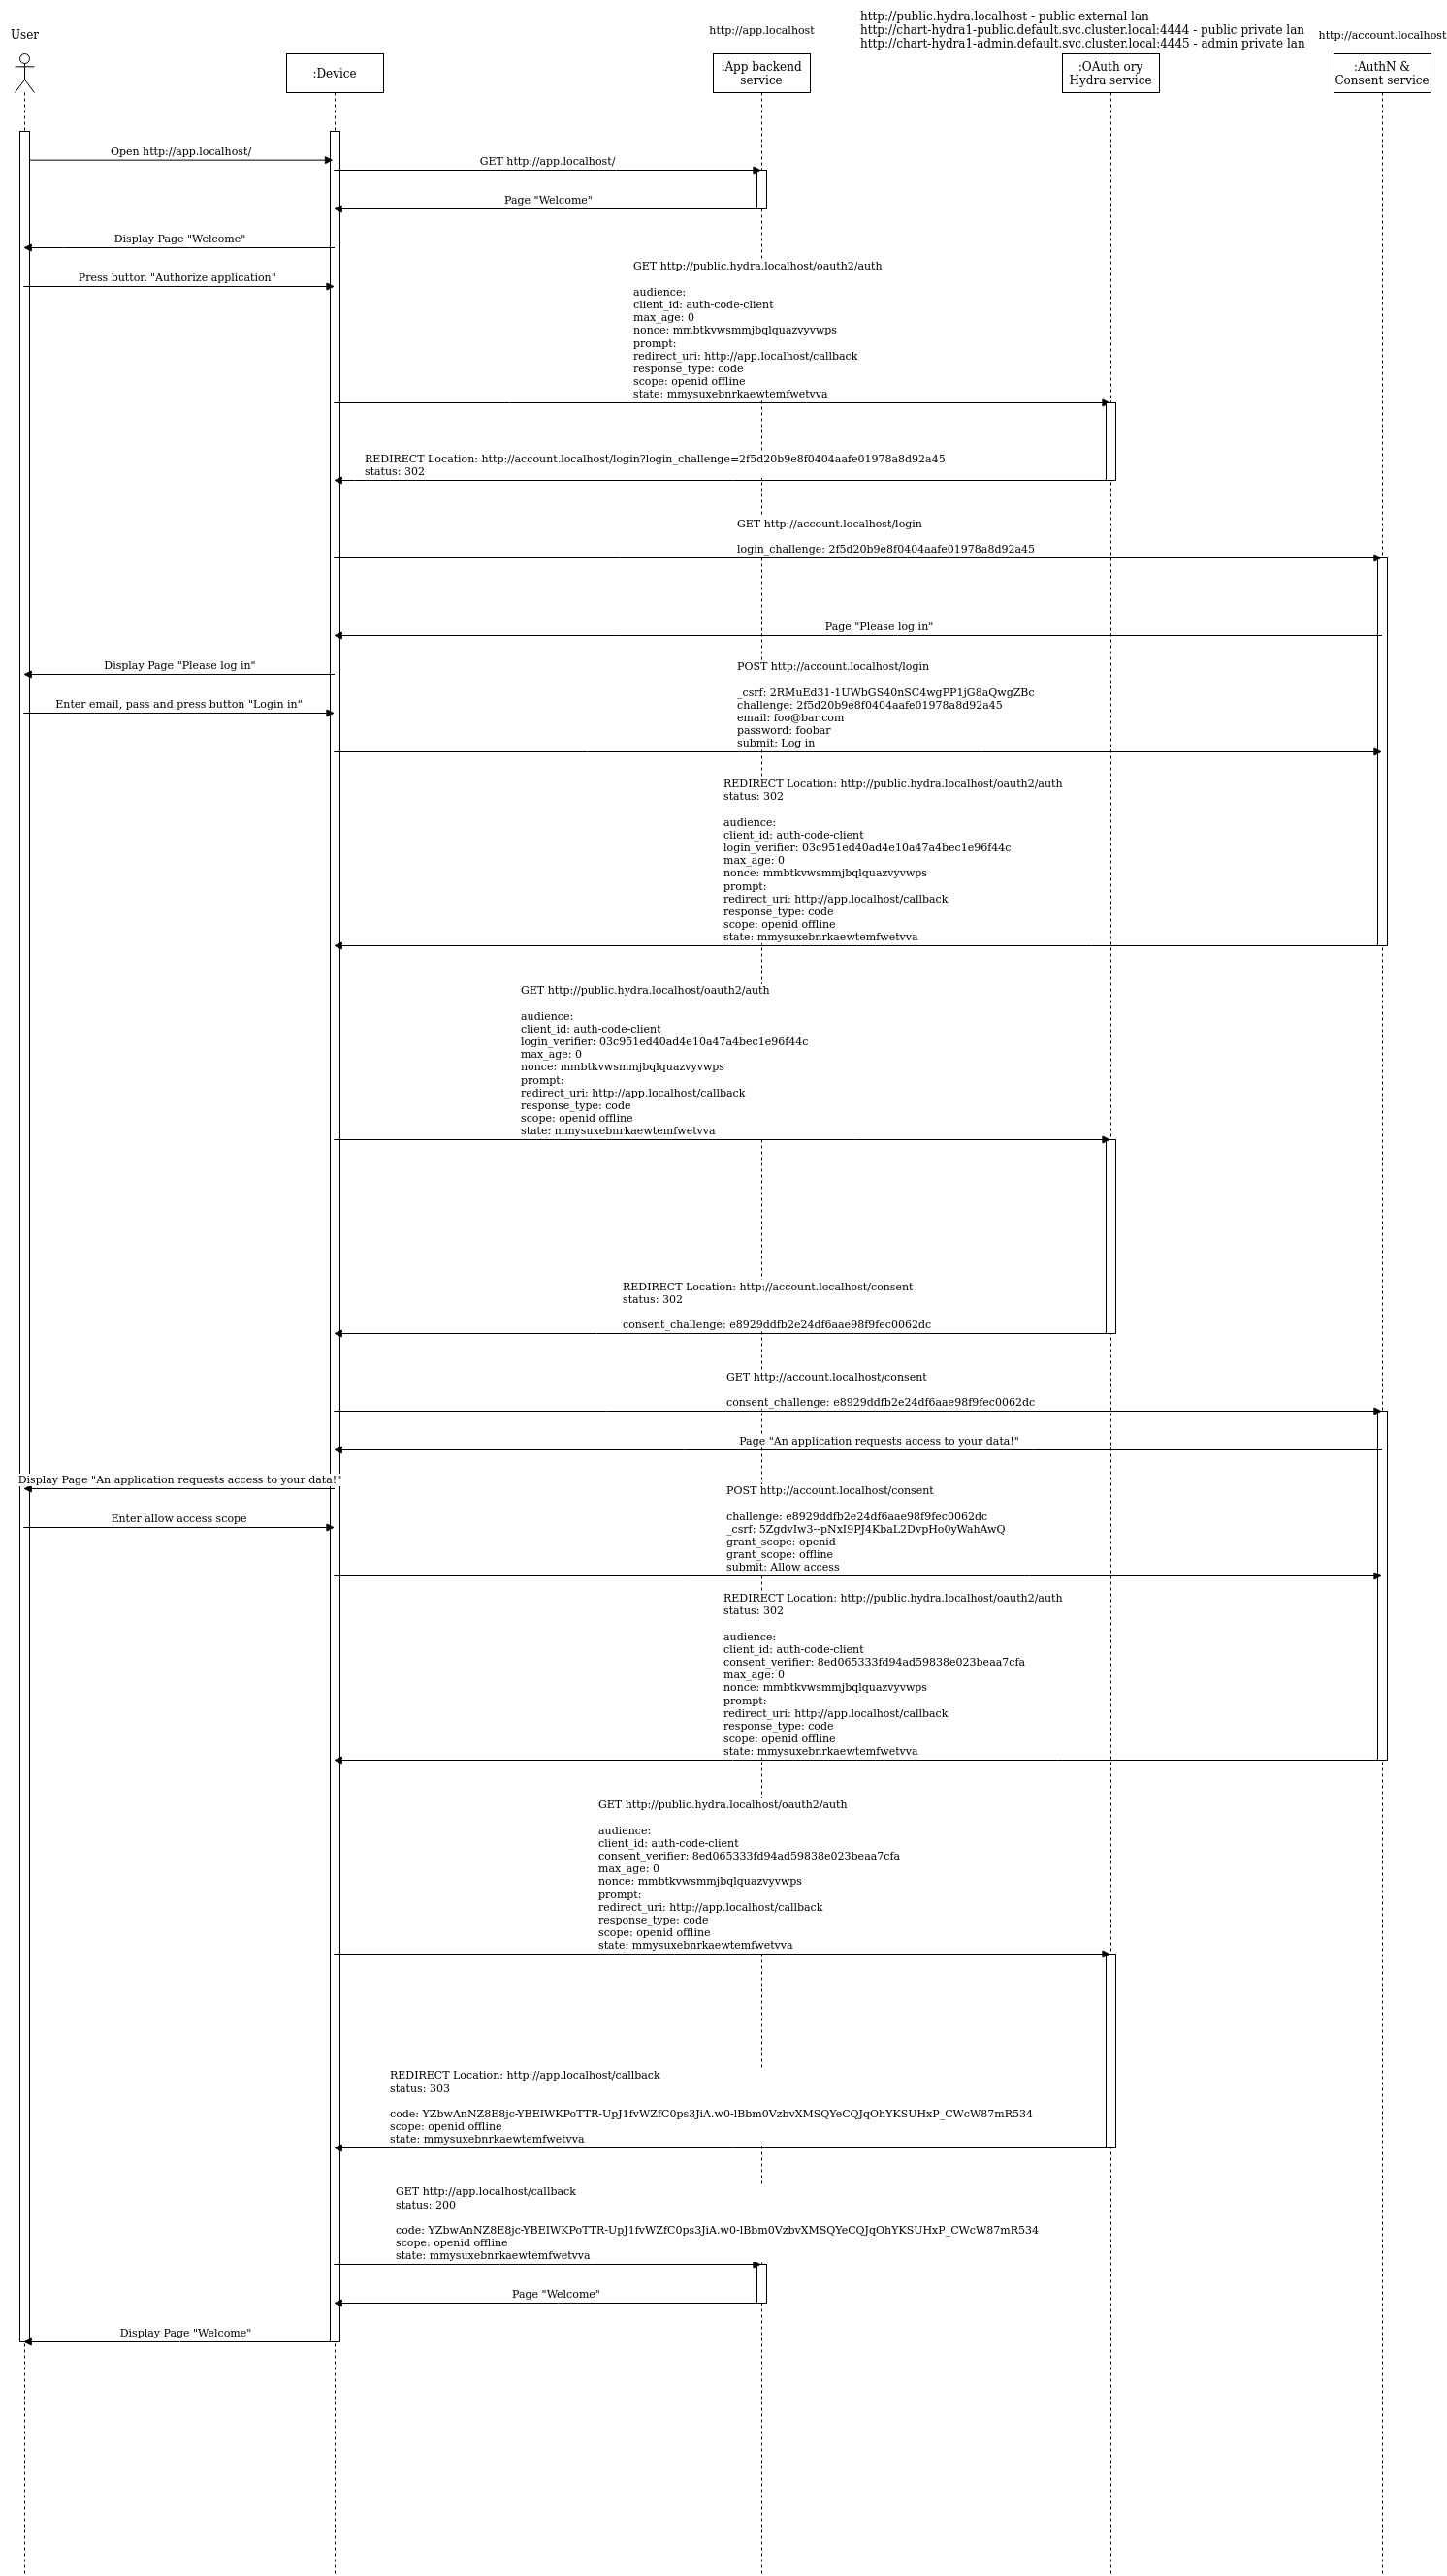 User
http://app.localhost
http://public.hydra.localhost - public external lan
http://chart-hydra1-public.default.svc.cluster.local:4444 - public private lan
http://chart-hydra1-admin.default.svc.cluster.local:4445 - admin private lan
http://account.localhost
:Device
:App backend
service
:OAuth ory
Hydra service
:AuthN &
Consent service
Open http://app.localhost/
GET http://app.localhost/
Page "Welcome"
Display Page "Welcome"
Press button "Authorize application"
GET http://public.hydra.localhost/oauth2/auth
audience:
client_id: auth-code-client
max_age: 0
nonce: mmbtkvwsmmjbqlquazvyvwps
prompt:
redirect_uri: http://app.localhost/callback
response_type: code
scope: openid offline
state: mmysuxebnrkaewtemfwetvva
REDIRECT Location: http://account.localhost/login?login_challenge=2f5d20b9e8f0404aafe01978a8d92a45
status: 302
GET http://account.localhost/login
login_challenge: 2f5d20b9e8f0404aafe01978a8d92a45
Page "Please log in"
Display Page "Please log in"
Enter email, pass and press button "Login in"
POST http://account.localhost/login
_csrf: 2RMuEd31-1UWbGS40nSC4wgPP1jG8aQwgZBc
challenge: 2f5d20b9e8f0404aafe01978a8d92a45
email: foo@bar.com
password: foobar
submit: Log in
REDIRECT Location: http://public.hydra.localhost/oauth2/auth
status: 302
audience:
client_id: auth-code-client
login_verifier: 03c951ed40ad4e10a47a4bec1e96f44c
max_age: 0
nonce: mmbtkvwsmmjbqlquazvyvwps
prompt:
redirect_uri: http://app.localhost/callback
response_type: code
scope: openid offline
state: mmysuxebnrkaewtemfwetvva
GET http://public.hydra.localhost/oauth2/auth
audience:
client_id: auth-code-client
login_verifier: 03c951ed40ad4e10a47a4bec1e96f44c
max_age: 0
nonce: mmbtkvwsmmjbqlquazvyvwps
prompt:
redirect_uri: http://app.localhost/callback
response_type: code
scope: openid offline
state: mmysuxebnrkaewtemfwetvva
REDIRECT Location: http://account.localhost/consent
status: 302
consent_challenge: e8929ddfb2e24df6aae98f9fec0062dc
GET http://account.localhost/consent
consent_challenge: e8929ddfb2e24df6aae98f9fec0062dc
Page "An application requests access to your data!"
Display Page "An application requests access to your data!"
Enter allow access scope
POST http://account.localhost/consent
challenge: e8929ddfb2e24df6aae98f9fec0062dc
_csrf: 5ZgdvIw3--pNxI9PJ4KbaL2DvpHo0yWahAwQ
grant_scope: openid
grant_scope: offline
submit: Allow access
REDIRECT Location: http://public.hydra.localhost/oauth2/auth
status: 302
audience:
client_id: auth-code-client
consent_verifier: 8ed065333fd94ad59838e023beaa7cfa
max_age: 0
nonce: mmbtkvwsmmjbqlquazvyvwps
prompt:
redirect_uri: http://app.localhost/callback
response_type: code
scope: openid offline
state: mmysuxebnrkaewtemfwetvva
GET http://public.hydra.localhost/oauth2/auth
audience:
client_id: auth-code-client
consent_verifier: 8ed065333fd94ad59838e023beaa7cfa
max_age: 0
nonce: mmbtkvwsmmjbqlquazvyvwps
prompt:
redirect_uri: http://app.localhost/callback
response_type: code
scope: openid offline
state: mmysuxebnrkaewtemfwetvva
REDIRECT Location: http://app.localhost/callback
status: 303
code: YZbwAnNZ8E8jc-YBEIWKPoTTR-UpJ1fvWZfC0ps3JiA.w0-lBbm0VzbvXMSQYeCQJqOhYKSUHxP_CWcW87mR534
scope: openid offline
state: mmysuxebnrkaewtemfwetvva
GET http://app.localhost/callback
status: 200
code: YZbwAnNZ8E8jc-YBEIWKPoTTR-UpJ1fvWZfC0ps3JiA.w0-lBbm0VzbvXMSQYeCQJqOhYKSUHxP_CWcW87mR534
scope: openid offline
state: mmysuxebnrkaewtemfwetvva
Page "Welcome"
Display Page "Welcome"